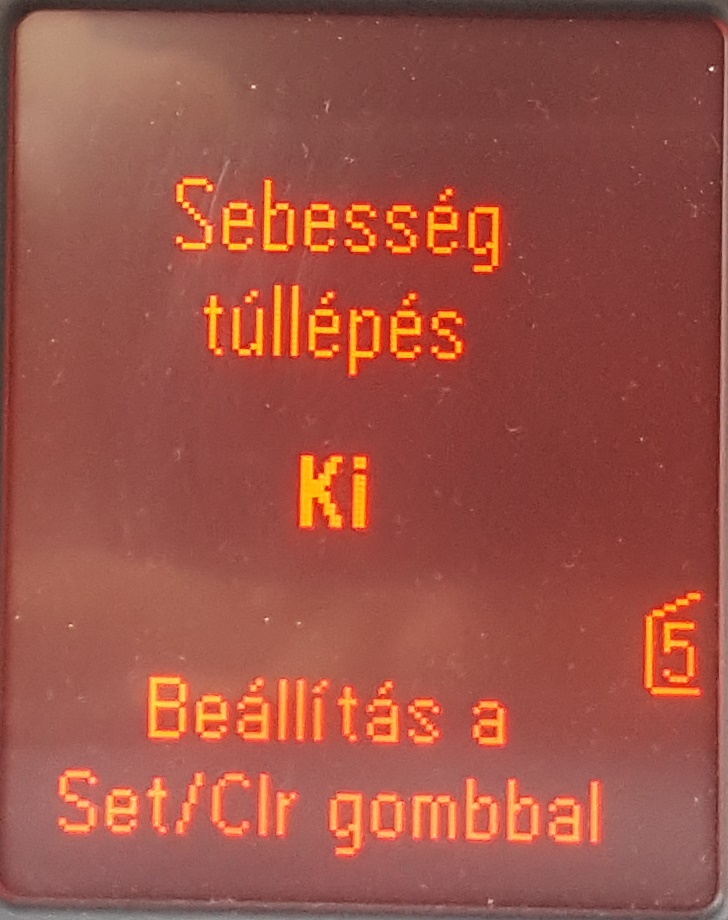 Sebesség
túllépés
Ki
5
Beállítás a
Set/Clr gombbal